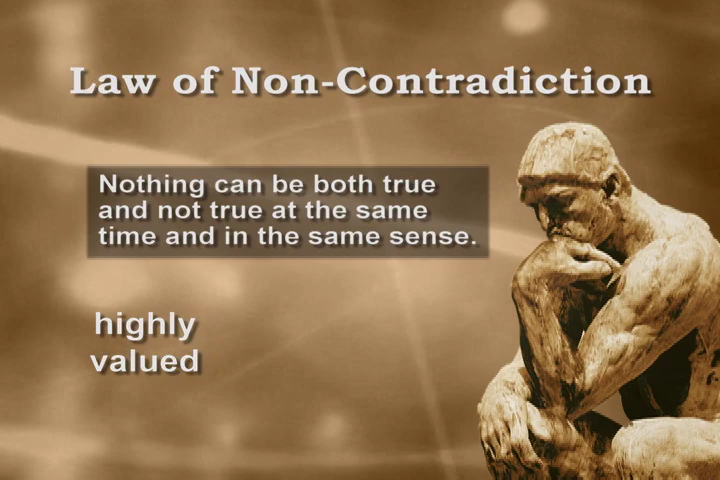 Law of Non-Contradiction
Nothing can be both true
and not true at the same
time and in the same sense.
highly
valued